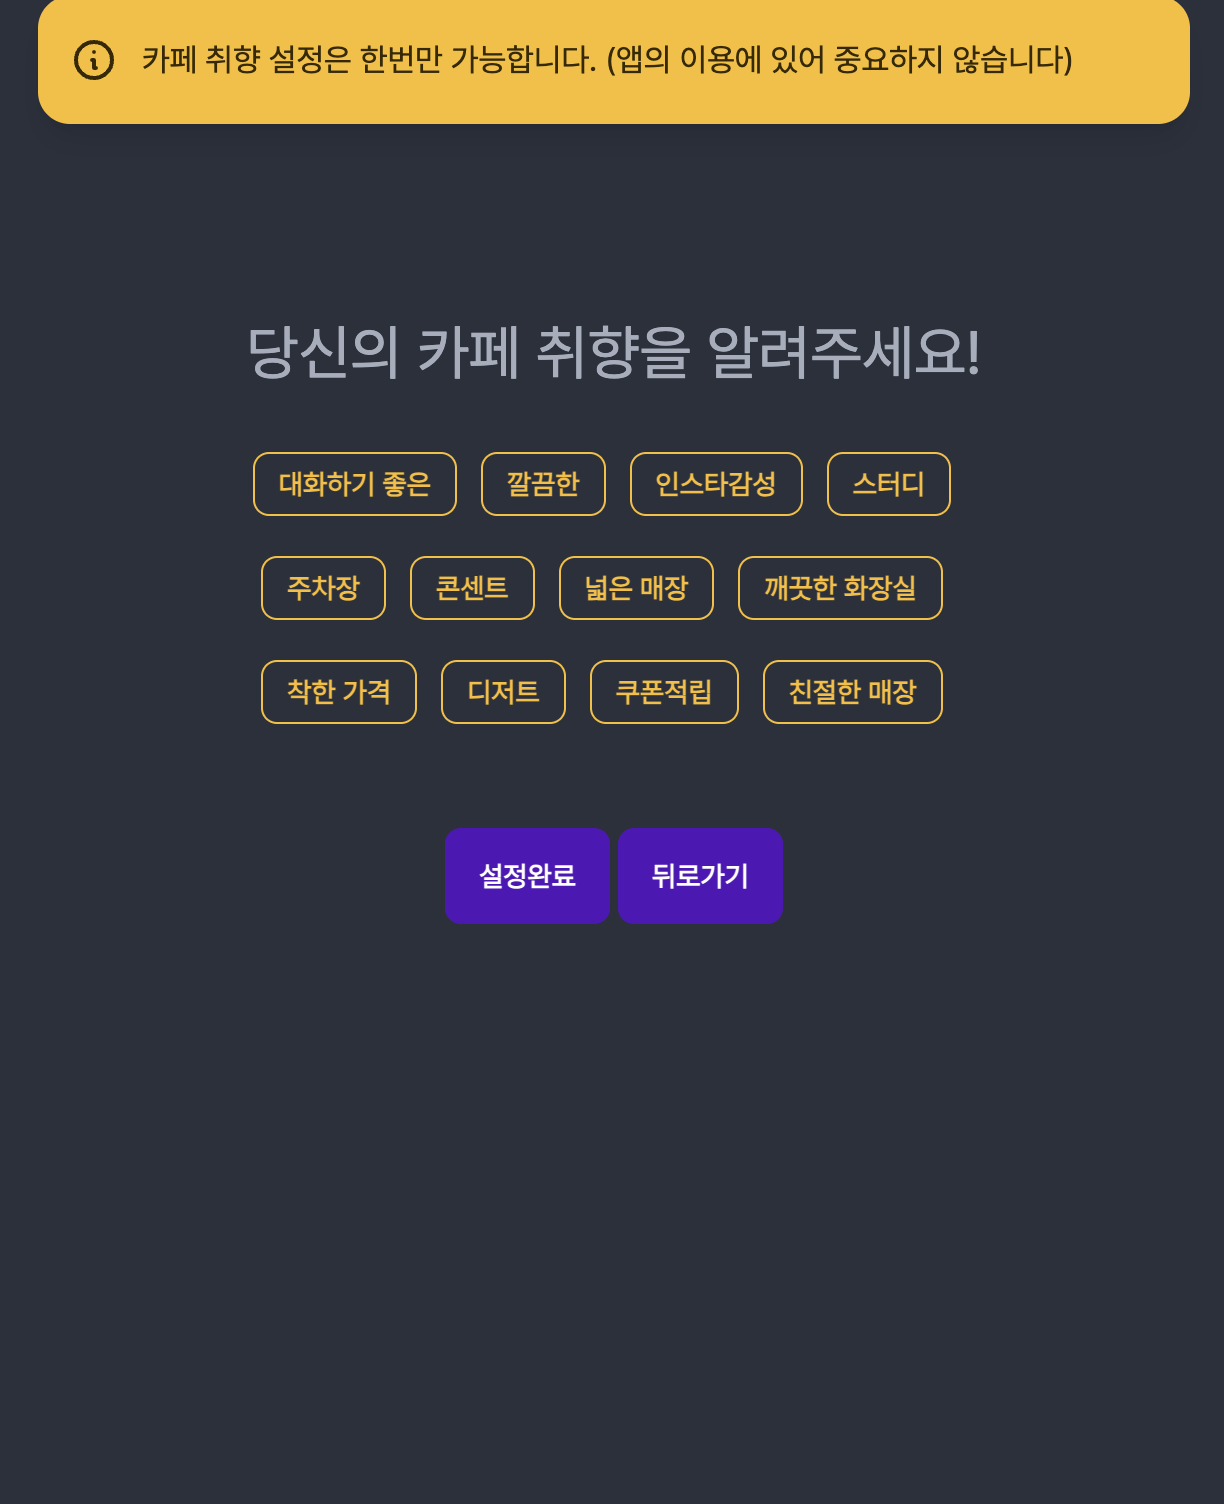 카페 취향 설정은 한번만 가능합니다. (앱의 이용에 있어 중요하지 않습니다)
당신의 카페 취향을 알려주세요!
대화하기 좋은 깔끔한 인스타감성 스터디
주차장 콘센트 넓은 매장 깨끗한 화장실
착한 가격 디저트 쿠폰적립 친절한 매장
설정완료 뒤로가기